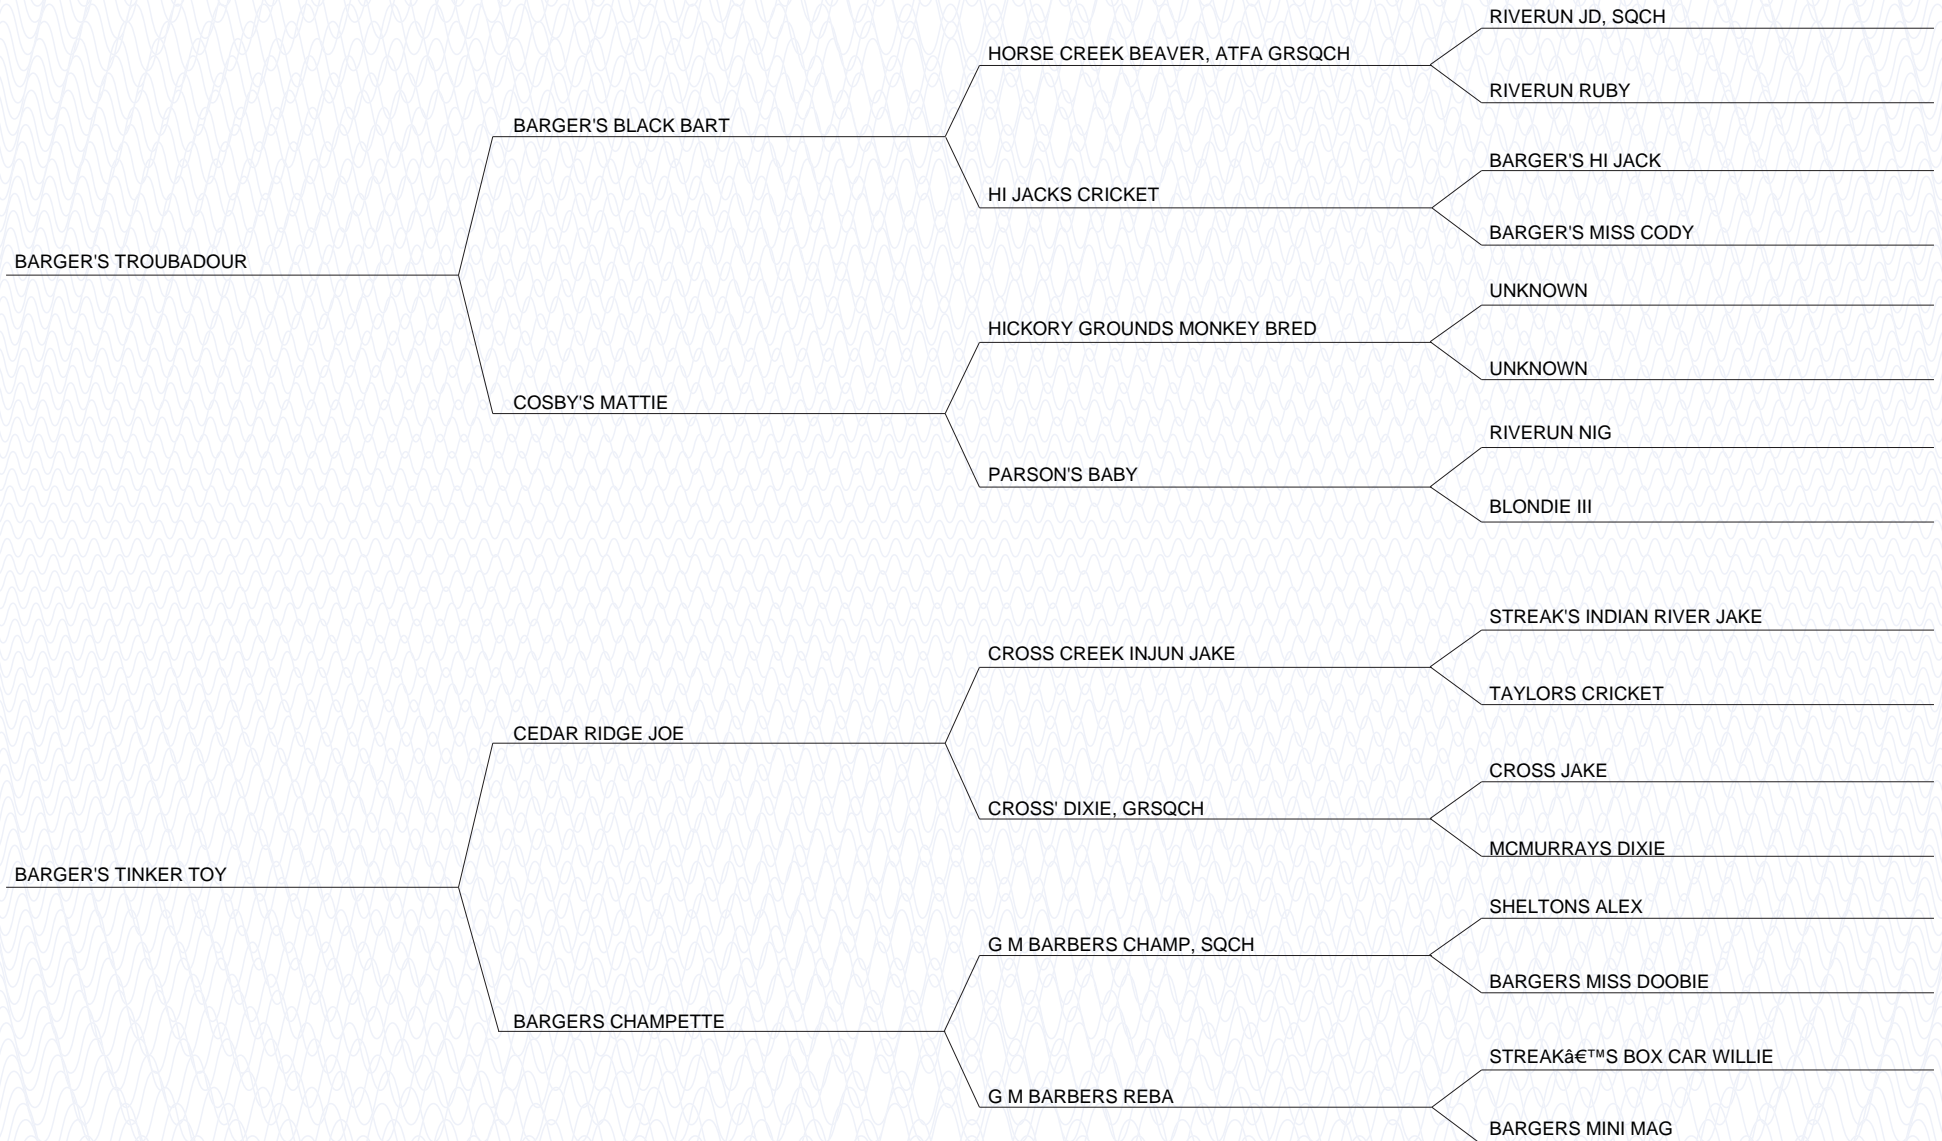 RIVERUN JD, SQCH
HORSE CREEK BEAVER, ATFA GRSQCH
RIVERUN RUBY
BARGER'S BLACK BART
BARGER'S HI JACK
HI JACKS CRICKET
BARGER'S MISS CODY
BARGER'S TROUBADOUR
UNKNOWN
HICKORY GROUNDS MONKEY BRED
UNKNOWN
COSBY'S MATTIE
RIVERUN NIG
PARSON'S BABY
BLONDIE III
STREAK'S INDIAN RIVER JAKE
CROSS CREEK INJUN JAKE
TAYLORS CRICKET
CEDAR RIDGE JOE
CROSS JAKE
CROSS' DIXIE, GRSQCH
MCMURRAYS DIXIE
BARGER'S TINKER TOY
SHELTONS ALEX
G M BARBERS CHAMP, SQCH
BARGERS MISS DOOBIE
BARGERS CHAMPETTE
STREAKâ€™S BOX CAR WILLIE
G M BARBERS REBA
BARGERS MINI MAG